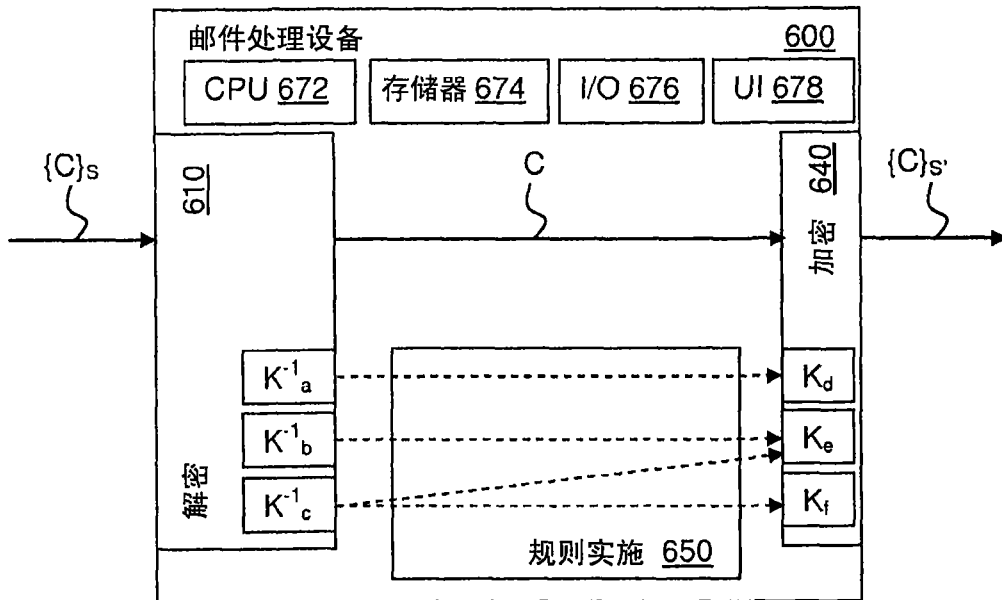 邮件处理设备 600
CPU 672
存储器 674
I/O 676
UI 678
{C}s
610
C
640
{C}s'
加密
解密
K⁻¹a
K⁻¹b
K⁻¹c
Kd
Ke
Kf
规则实施 650